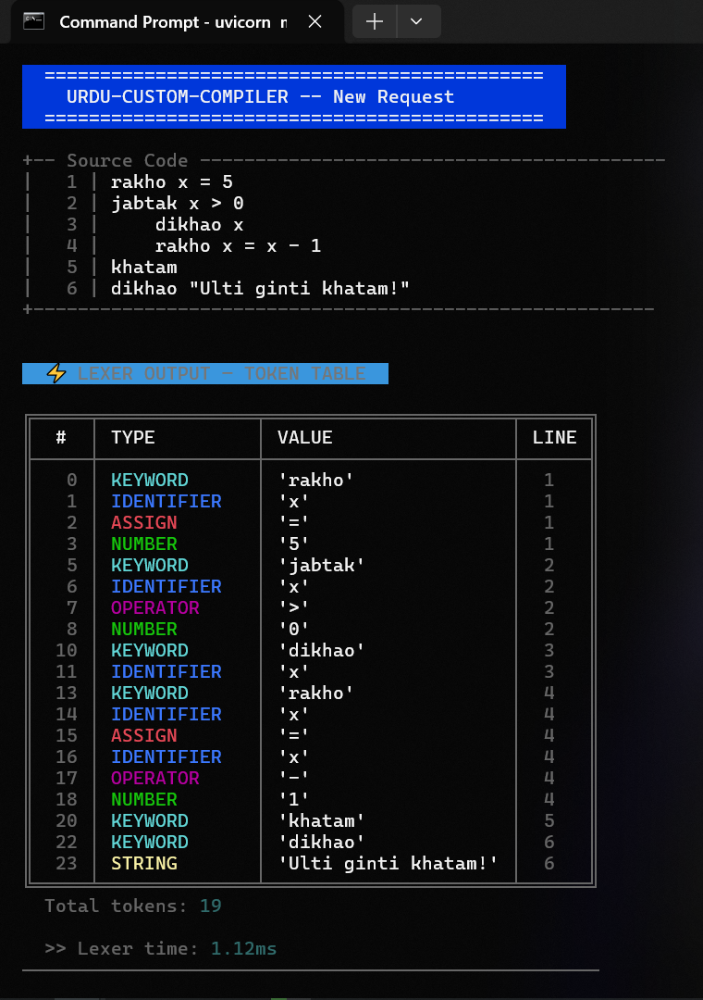 Command Prompt - uvicorn
==============================================
URDU-CUSTOM-COMPILER -- New Request
==============================================
+-- Source Code ------------------------------------------
| 1 | rakho x = 5
| 2 | jabtak x > 0
| 3 | dikhao x
| 4 | rakho x = x - 1
| 5 | khatam
| 6 | dikhao "Ulti ginti khatam!"
+---------------------------------------------------------
⚡ LEXER OUTPUT — TOKEN TABLE
# TYPE VALUE LINE
0 KEYWORD 'rakho' 1
1 IDENTIFIER 'x' 1
2 ASSIGN '=' 1
3 NUMBER '5' 1
5 KEYWORD 'jabtak' 2
6 IDENTIFIER 'x' 2
7 OPERATOR '>' 2
8 NUMBER '0' 2
10 KEYWORD 'dikhao' 3
11 IDENTIFIER 'x' 3
13 KEYWORD 'rakho' 4
14 IDENTIFIER 'x' 4
15 ASSIGN '=' 4
16 IDENTIFIER 'x' 4
17 OPERATOR '-' 4
18 NUMBER '1' 4
20 KEYWORD 'khatam' 5
22 KEYWORD 'dikhao' 6
23 STRING 'Ulti ginti khatam!' 6
Total tokens: 19
>> Lexer time: 1.12ms